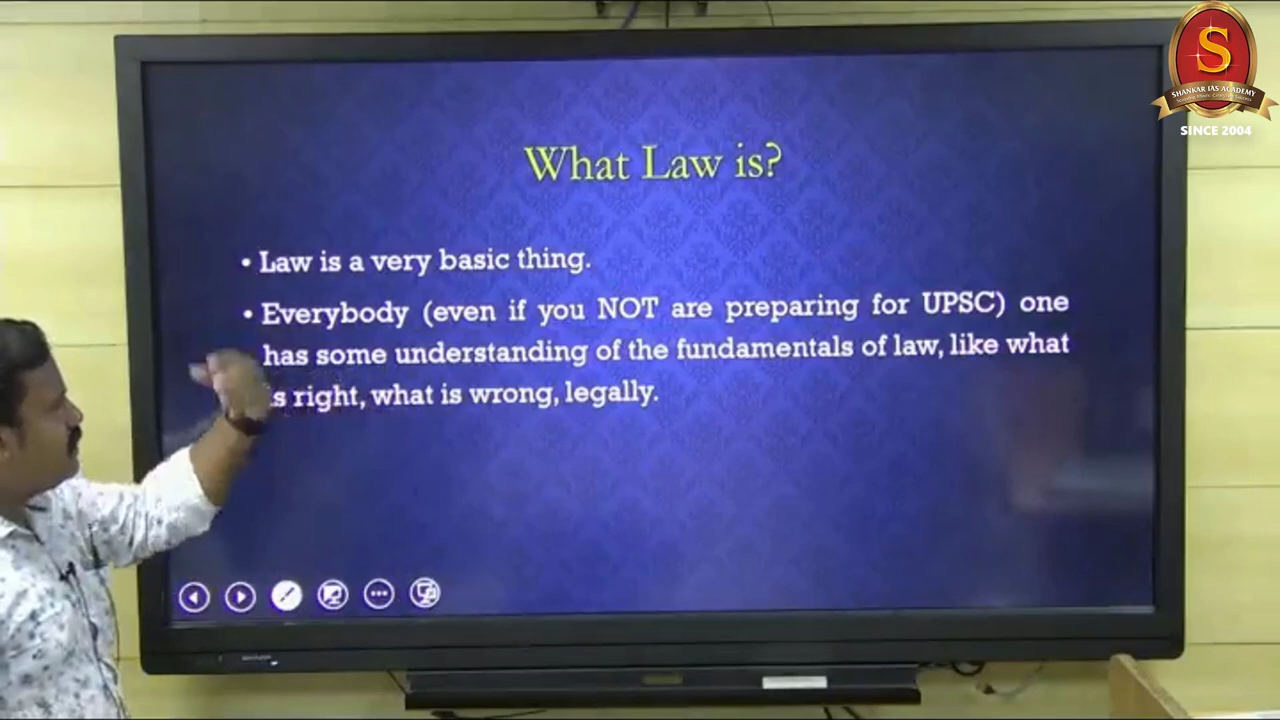 S
SHANKAR IAS ACADEMY
SINCE 2004
What Law is?
• Law is a very basic thing.
• Everybody (even if you NOT are preparing for UPSC) one
has some understanding of the fundamentals of law, like what
is right, what is wrong, legally.